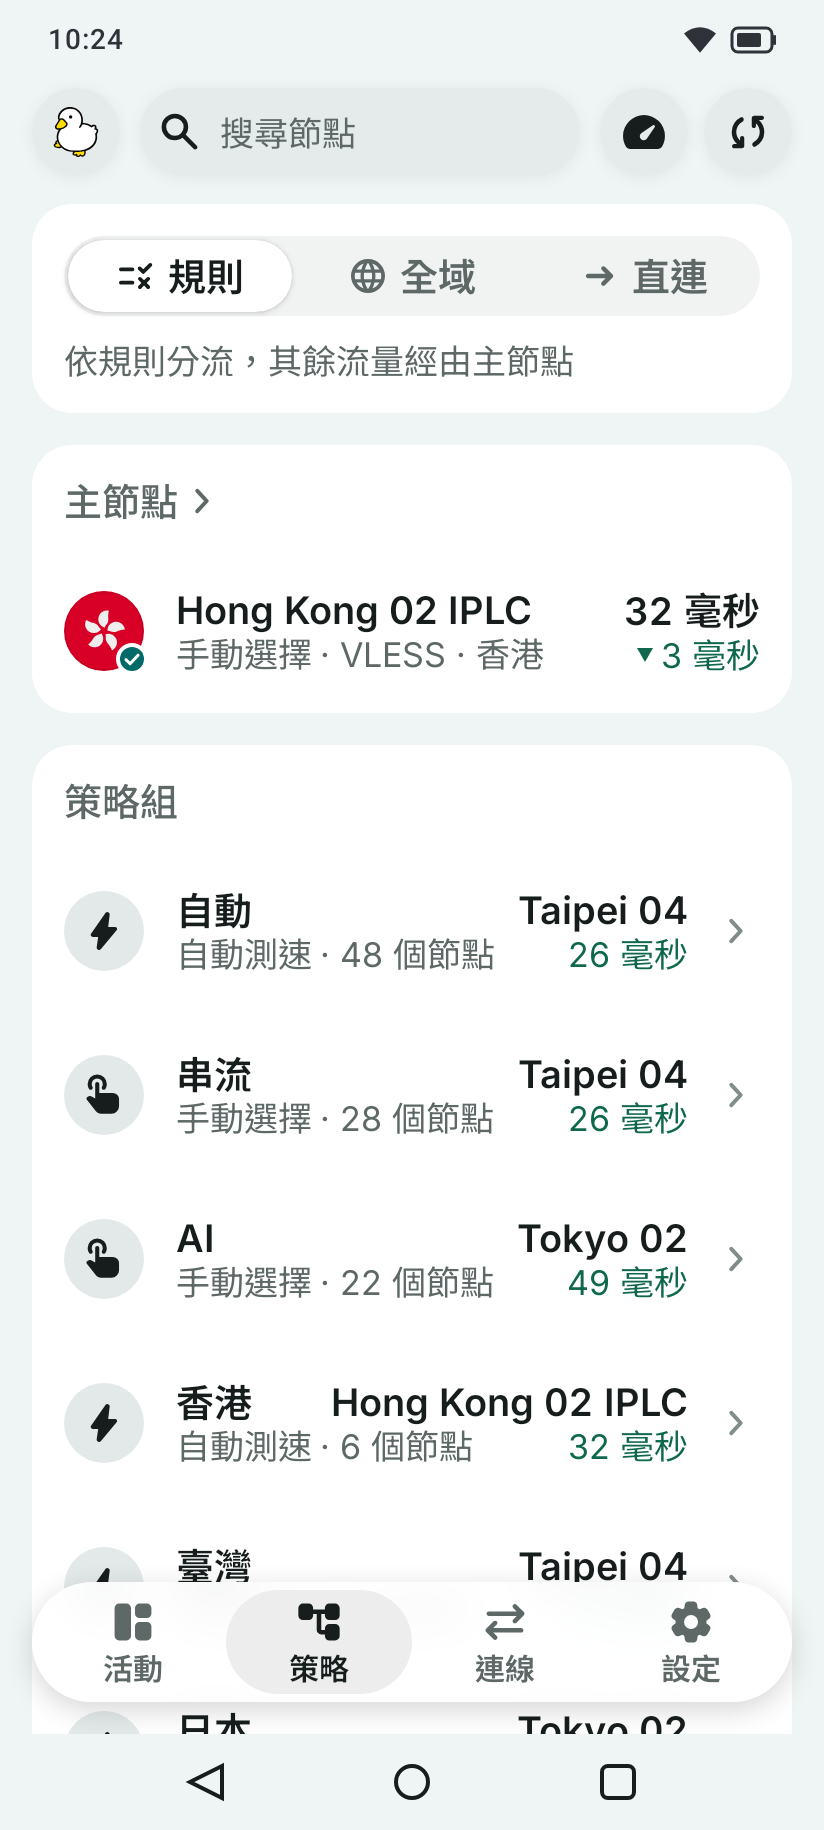 10:24
搜尋節點
規則
全域
直連
依規則分流，其餘流量經由主節點
主節點
Hong Kong 02 IPLC
32 毫秒
手動選擇 · VLESS · 香港
▼3 毫秒
策略組
自動
Taipei 04
自動測速 · 48 個節點
26 毫秒
串流
Taipei 04
手動選擇 · 28 個節點
26 毫秒
AI
Tokyo 02
手動選擇 · 22 個節點
49 毫秒
香港
Hong Kong 02 IPLC
自動測速 · 6 個節點
32 毫秒
臺灣
Taipei 04
活動
策略
連線
設定
日本
Tokyo 02